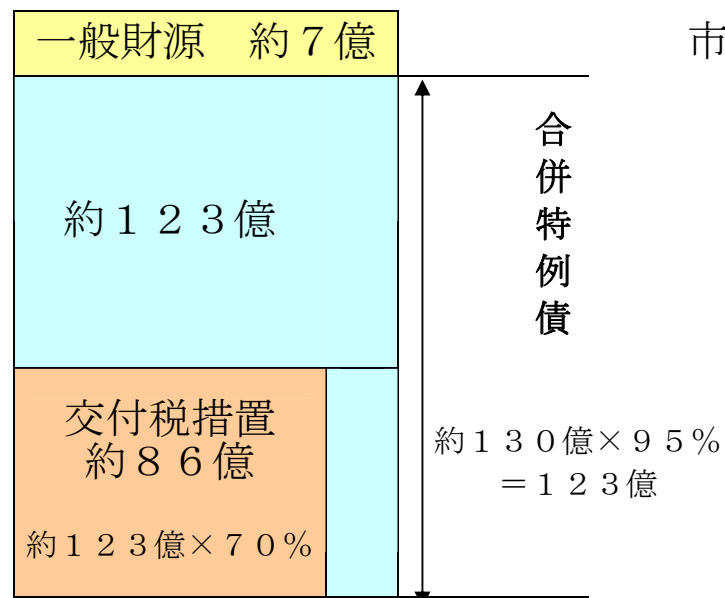 一般財源　約７億
市
約１２３億
合併特例債
交付税措置
約８６億
約１２３億×７０％
約１３０億×９５％
＝１２３億